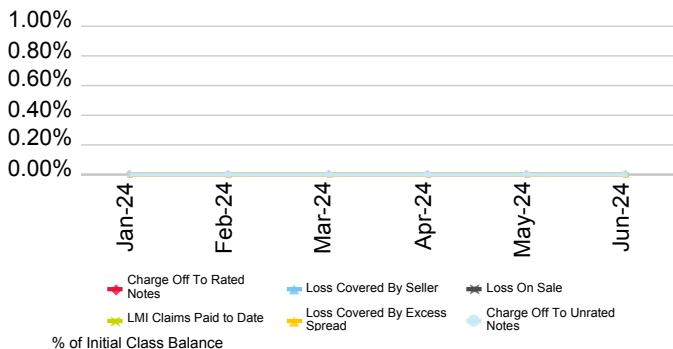 1.00%
0.80%
0.60%
0.40%
0.20%
0.00%
Jan-24
Feb-24
Mar-24
Apr-24
May-24
Jun-24
Charge Off To Rated
Notes
Loss Covered By Seller
Loss On Sale
LMI Claims Paid to Date
Loss Covered By Excess
Spread
Charge Off To Unrated
Notes
% of Initial Class Balance